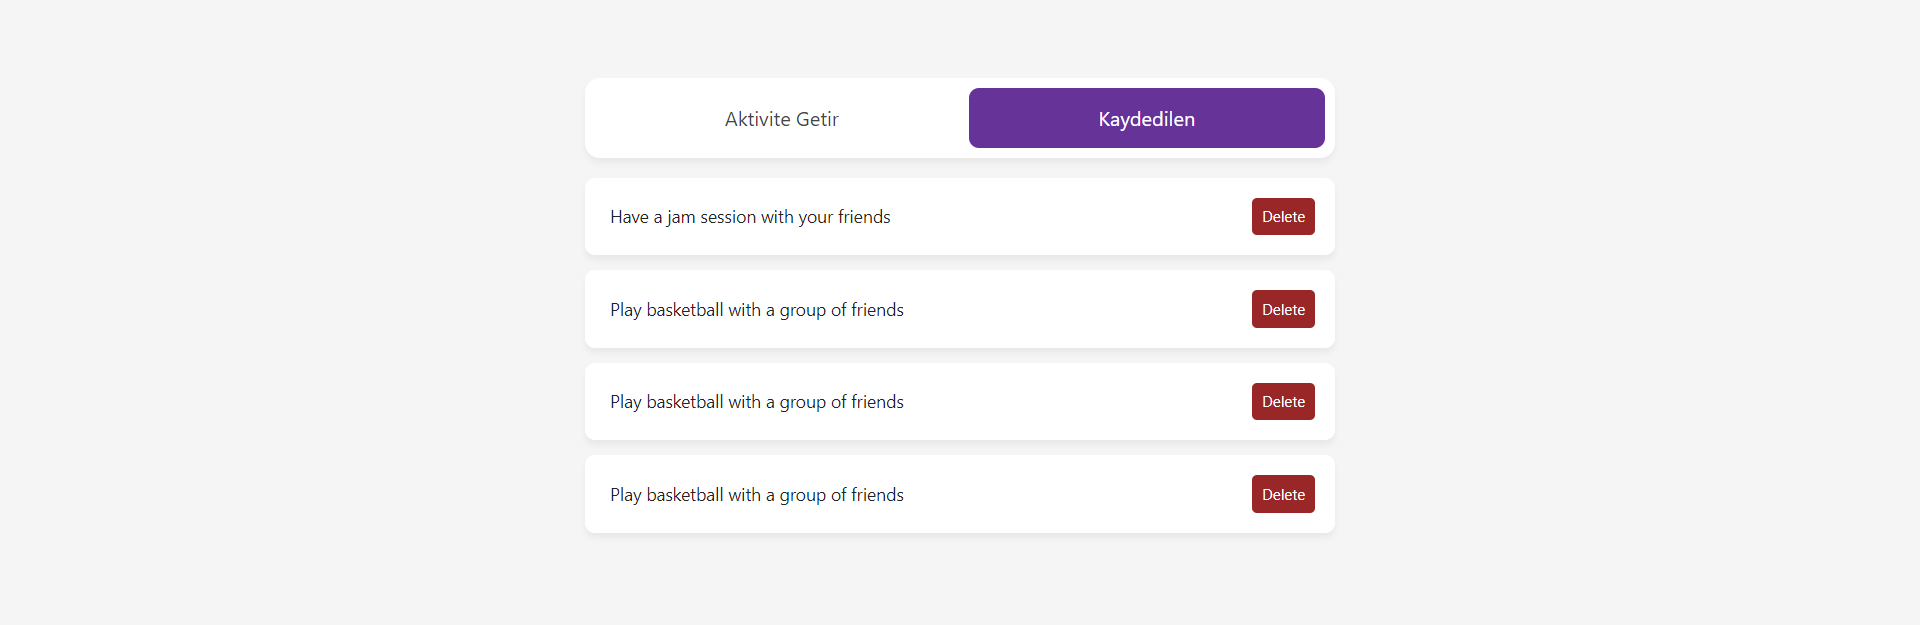 Aktivite Getir
Kaydedilen
Have a jam session with your friends
Delete
Play basketball with a group of friends
Delete
Play basketball with a group of friends
Delete
Play basketball with a group of friends
Delete